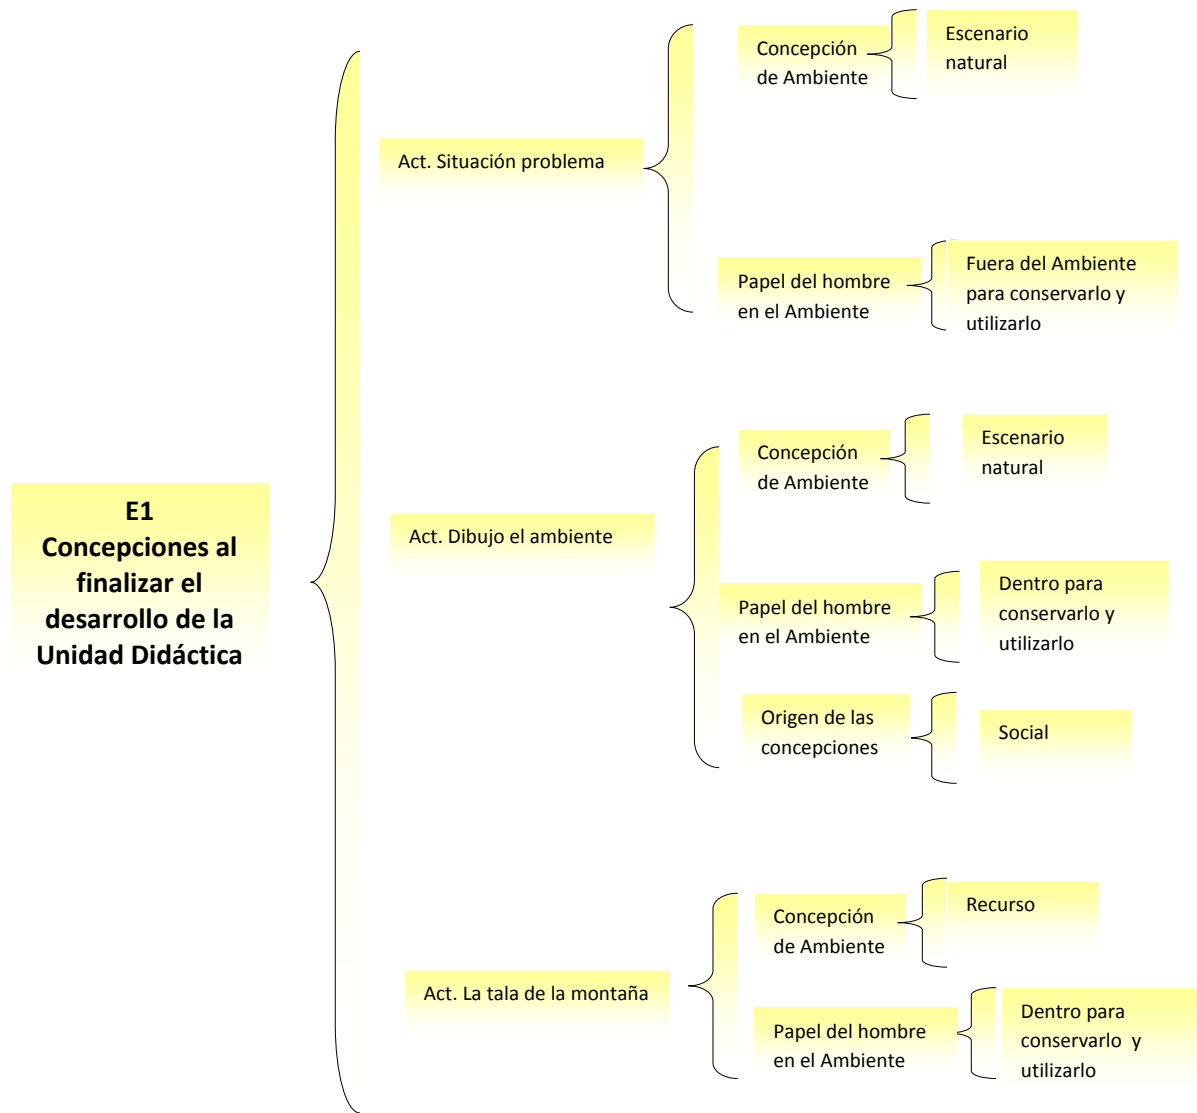 E1
Concepciones al
finalizar el
desarrollo de la
Unidad Didáctica
Act. Situación problema
Concepción
de Ambiente
Escenario
natural
Papel del hombre
en el Ambiente
Fuera del Ambiente
para conservarlo y
utilizarlo
Act. Dibujo el ambiente
Concepción
de Ambiente
Escenario
natural
Papel del hombre
en el Ambiente
Dentro para
conservarlo y
utilizarlo
Origen de las
concepciones
Social
Act. La tala de la montaña
Concepción
de Ambiente
Recurso
Papel del hombre
en el Ambiente
Dentro para
conservarlo y
utilizarlo